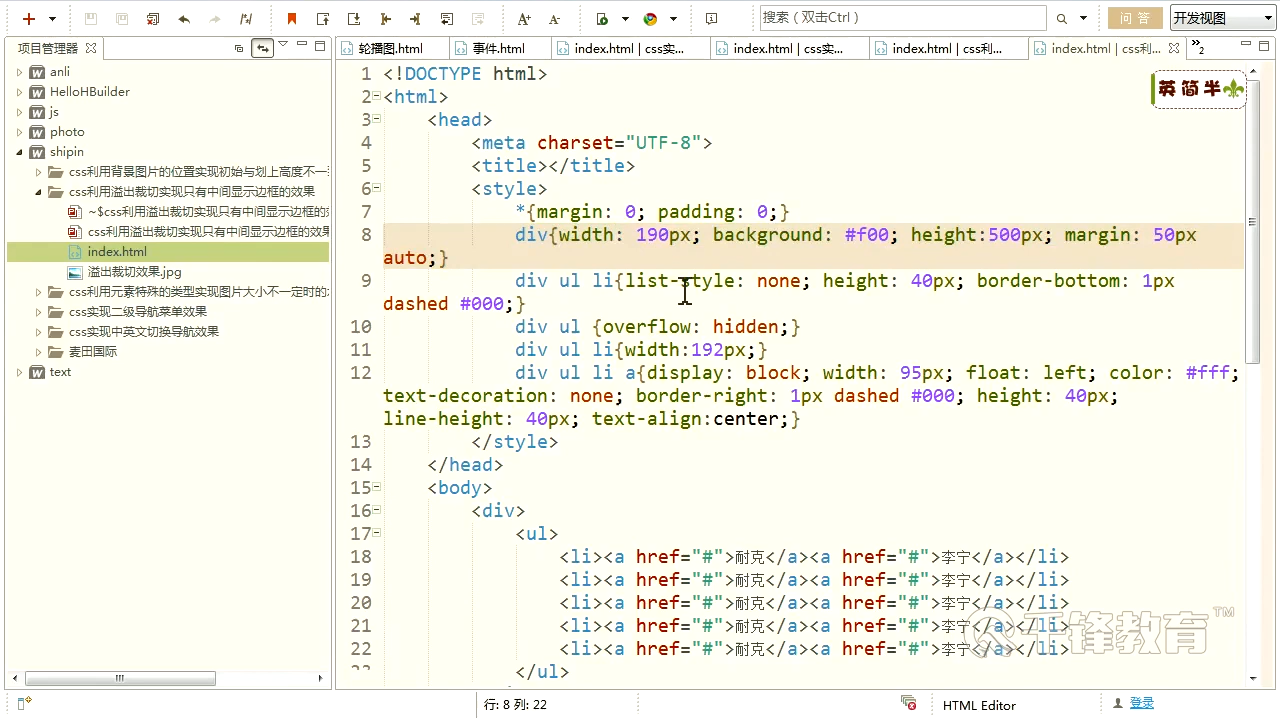 搜索（双击Ctrl）
问 答
开发视图
项目管理器
轮播图.html
事件.html
index.html | css实...
index.html | css实...
index.html | css利...
index.html | css利...
»2
英 简 半
anli
HelloHBuilder
js
photo
shipin
css利用背景图片的位置实现初始与划上高度不一
css利用溢出裁切实现只有中间显示边框的效果
~$css利用溢出裁切实现只有中间显示边框的
css利用溢出裁切实现只有中间显示边框的效果
index.html
溢出裁切效果.jpg
css利用元素特殊的类型实现图片大小不一定时的
css实现二级导航菜单效果
css实现中英文切换导航效果
麦田国际
text
1 <!DOCTYPE html>
2 <html>
3 <head>
4 <meta charset="UTF-8">
5 <title></title>
6 <style>
7 *{margin: 0; padding: 0;}
8 div{width: 190px; background: #f00; height:500px; margin: 50px
auto;}
9 div ul li{list-style: none; height: 40px; border-bottom: 1px
dashed #000;}
10 div ul {overflow: hidden;}
11 div ul li{width:192px;}
12 div ul li a{display: block; width: 95px; float: left; color: #fff;
text-decoration: none; border-right: 1px dashed #000; height: 40px;
line-height: 40px; text-align:center;}
13 </style>
14 </head>
15 <body>
16 <div>
17 <ul>
18 <li><a href="#">耐克</a><a href="#">李宁</a></li>
19 <li><a href="#">耐克</a><a href="#">李宁</a></li>
20 <li><a href="#">耐克</a><a href="#">李宁</a></li>
21 <li><a href="#">耐克</a><a href="#">李宁</a></li>
22 <li><a href="#">耐克</a><a href="#">李宁</a></li>
</ul>
千锋教育™
行: 8 列: 22
HTML Editor
登录